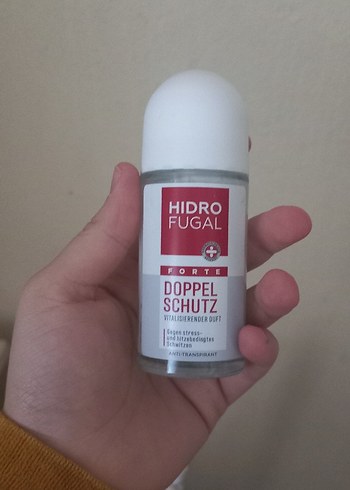 HIDRO
FUGAL
FORTE
DOPPEL
SCHUTZ
VITALISIERENDER DUFT
Gegen stress-
und hitzebedingtes
Schwitzen
ANTI-TRANSPIRANT